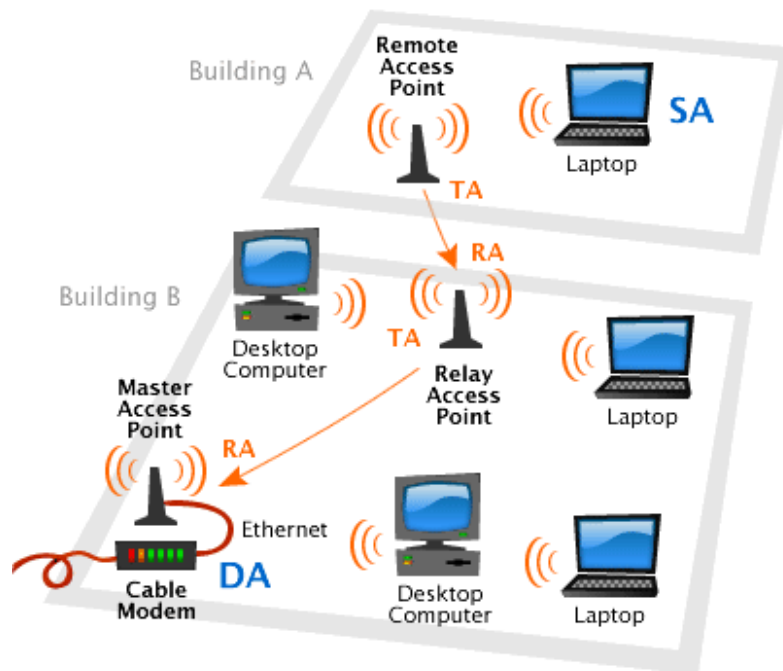 Building A
Remote
Access
Point
SA
Laptop
TA
RA
Building B
Desktop
Computer
TA
Relay Access
Point
Laptop
Master
Access
Point
RA
Ethernet
DA
Cable
Modem
Desktop
Computer
Laptop